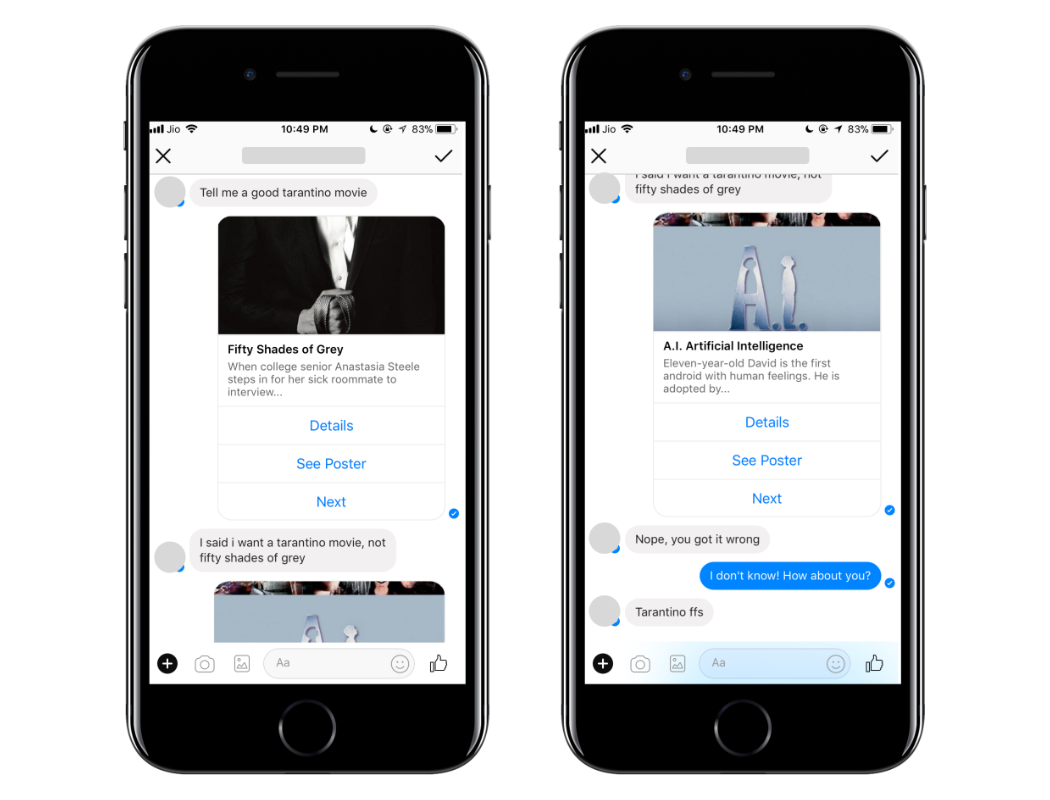 Jio 10:49 PM 83%
Tell me a good tarantino movie
Fifty Shades of Grey
When college senior Anastasia Steele
steps in for her sick roommate to
interview...
Details
See Poster
Next
I said i want a tarantino movie, not
fifty shades of grey
A.I.
Aa
Jio 10:49 PM 83%
I said i want a tarantino movie, not
fifty shades of grey
A.I.
A.I. Artificial Intelligence
Eleven-year-old David is the first
android with human feelings. He is
adopted by...
Details
See Poster
Next
Nope, you got it wrong
I don't know! How about you?
Tarantino ffs
Aa